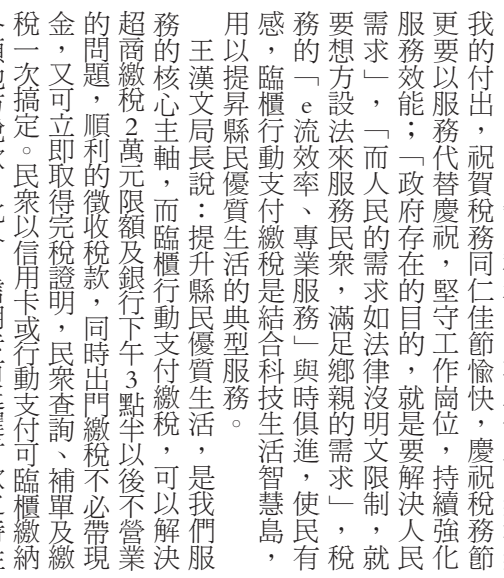 我的付出，祝賀稅務同仁佳節愉快，慶祝稅務節
更要以服務代替慶祝，堅守工作崗位，持續強化
服務效能；「政府存在的目的，就是要解決人民
需求」，「而人民的需求如法律沒明文限制，就
要想方設法來服務民衆，滿足鄉親的需求」，稅
務的「e流效率、專業服務」與時俱進，使民有
感，臨櫃行動支付繳稅是結合科技生活智慧島，
用以提昇縣民優質生活的典型服務。
王漢文局長說：提升縣民優質生活，是我們服
務的核心主軸，而臨櫃行動支付繳稅，可以解決
超商繳稅2萬元限額及銀行下午3點半以後不營業
的問題，順利的徵收稅款，同時出門繳稅不必帶現
金，又可立即取得完稅證明，民衆查詢、補單及繳
稅一次搞定。民衆以信用卡或行動支付可臨櫃繳納